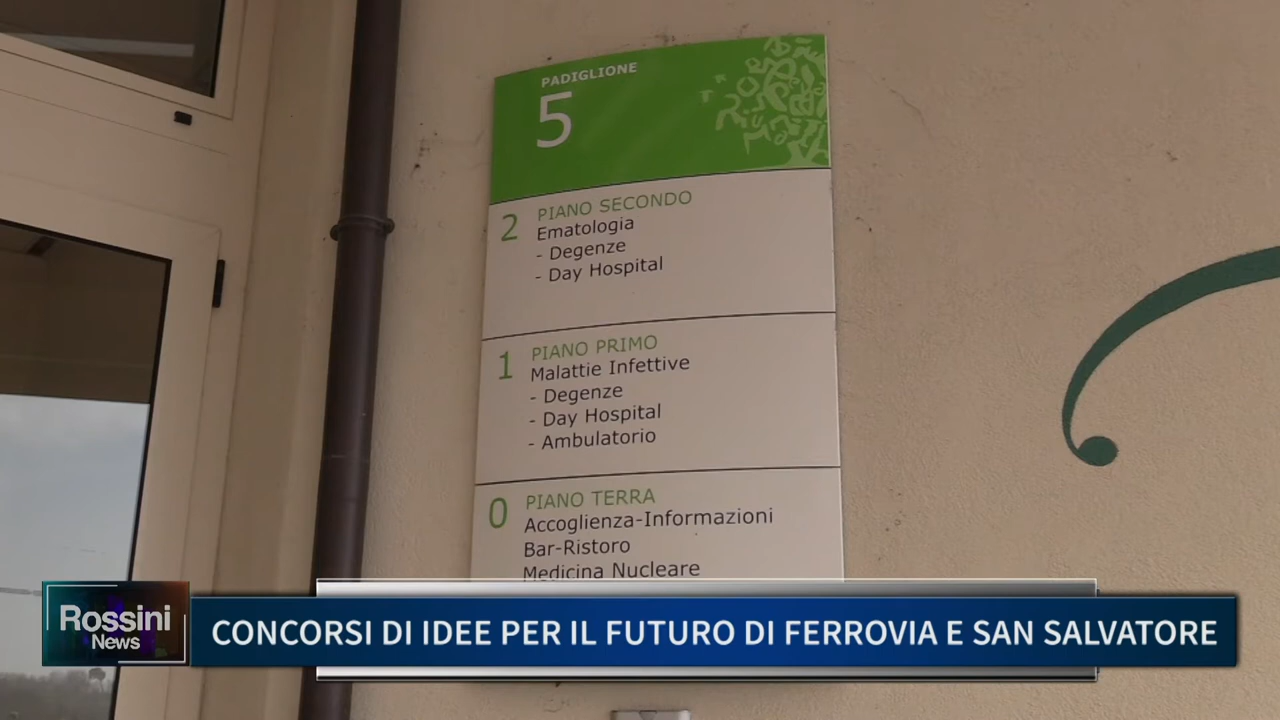 PADIGLIONE
5
2 PIANO SECONDO
Ematologia
- Degenze
- Day Hospital
1 PIANO PRIMO
Malattie Infettive
- Degenze
- Day Hospital
- Ambulatorio
0 PIANO TERRA
Accoglienza-Informazioni
Bar-Ristoro
Medicina Nucleare
Rossini
News
CONCORSI DI IDEE PER IL FUTURO DI FERROVIA E SAN SALVATORE